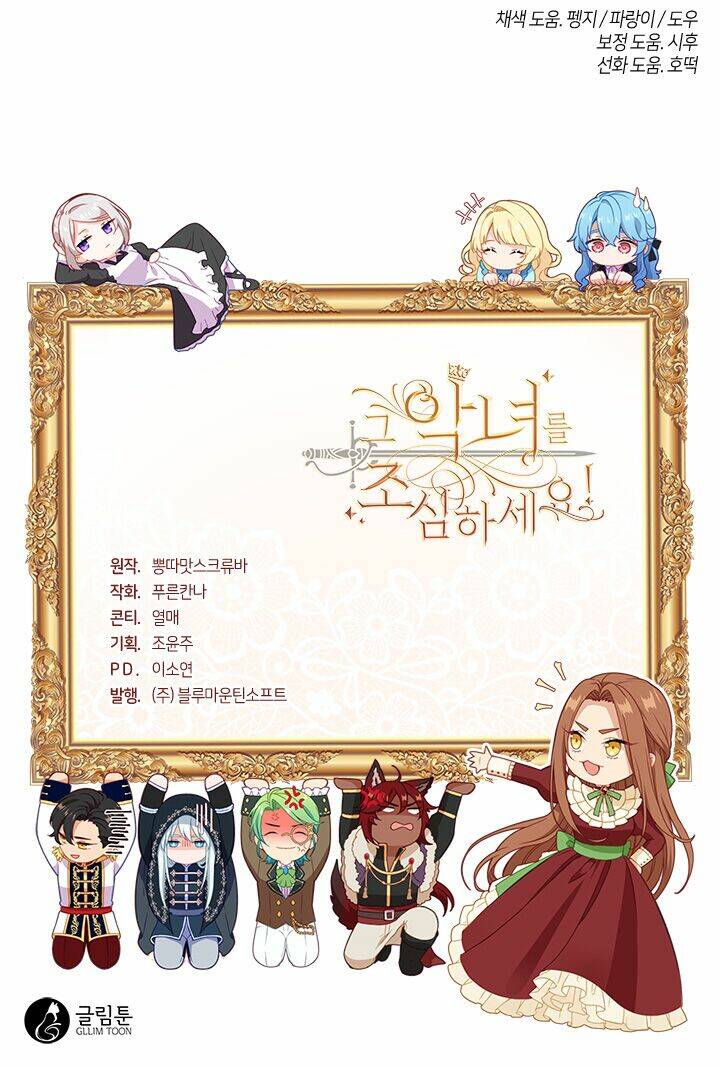 채색 도움. 펭지 / 파랑이 / 도우
보정 도움. 시후
선화 도움. 호떡
그 악녀를
조심하세요!
원작. 뽕따맛스크류바
작화. 푸른칸나
콘티. 열매
기획. 조윤주
PD. 이소연
발행. (주) 블루마운틴소프트
글림툰
GLLIM TOON